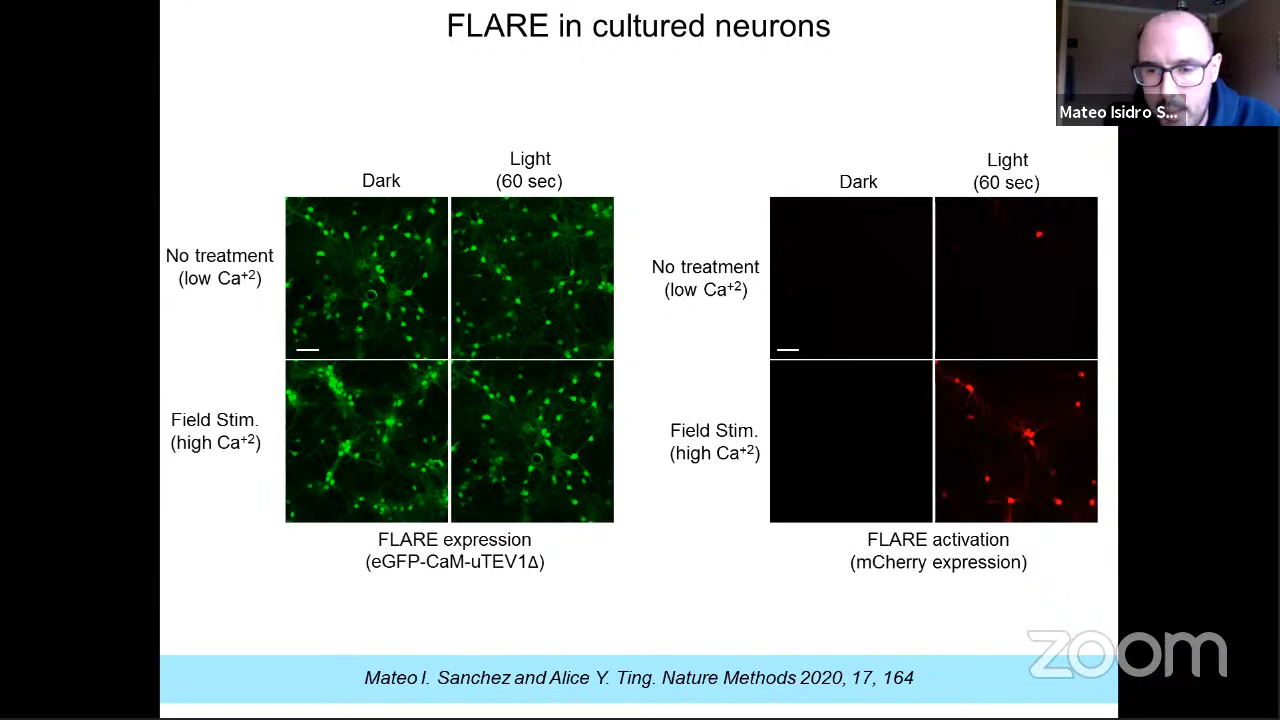 FLARE in cultured neurons
Mateo Isidro S...
Dark
Light
(60 sec)
No treatment
(low Ca+2)
Field Stim.
(high Ca+2)
FLARE expression
(eGFP-CaM-uTEV1Δ)
Dark
Light
(60 sec)
No treatment
(low Ca+2)
Field Stim.
(high Ca+2)
FLARE activation
(mCherry expression)
zoom
Mateo I. Sanchez and Alice Y. Ting. Nature Methods 2020, 17, 164